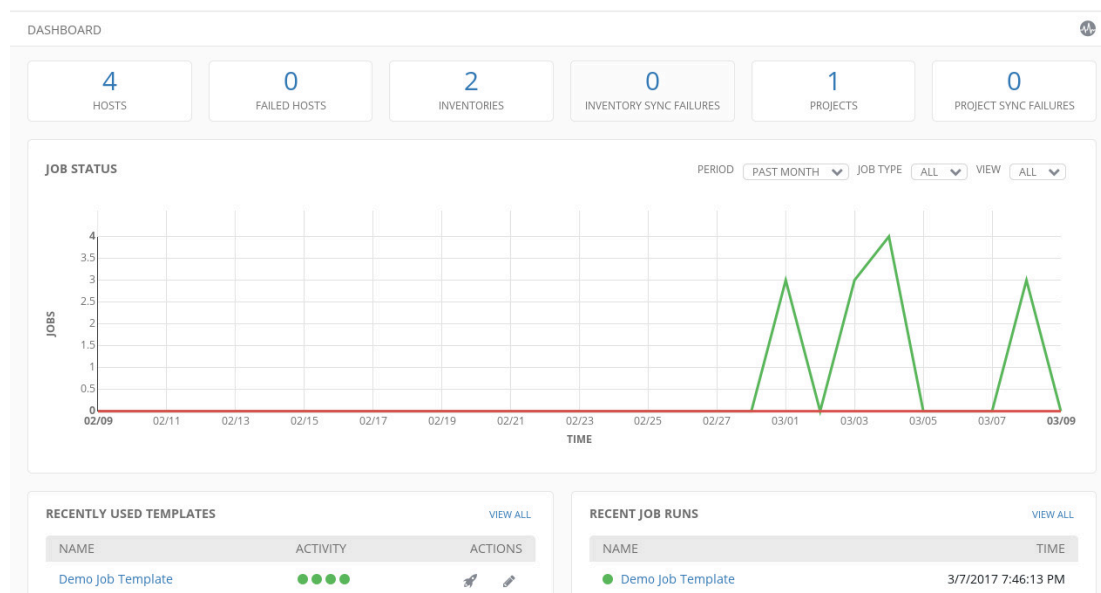 DASHBOARD
4 0 2 0 1 0
HOSTS FAILED HOSTS INVENTORIES INVENTORY SYNC FAILURES PROJECTS PROJECT SYNC FAILURES
JOB STATUS PERIOD PAST MONTH JOB TYPE ALL VIEW ALL
4
3.5
3
2.5
2
1.5
1
0.5
0
JOBS
02/09 02/11 02/13 02/15 02/17 02/19 02/21 02/23 02/25 02/27 03/01 03/03 03/05 03/07 03/09
TIME
RECENTLY USED TEMPLATES VIEW ALL
NAME ACTIVITY ACTIONS
Demo Job Template
RECENT JOB RUNS VIEW ALL
NAME TIME
Demo Job Template 3/7/2017 7:46:13 PM